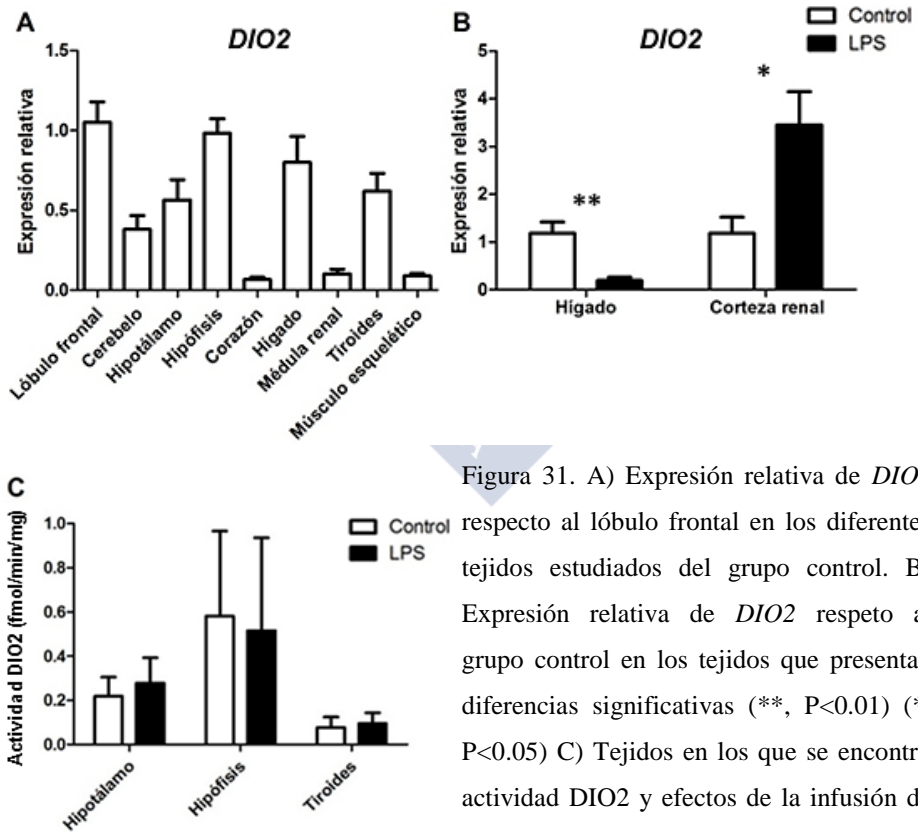 A
DIO2
Expresión relativa
1.5
1.0
0.5
0.0
Lóbulo frontal
Cerebelo
Hipotálamo
Hipófisis
Corazón
Hígado
Médula renal
Tiroides
Músculo esquelético
B
DIO2
Control
LPS
Expresión relativa
5
4
3
2
1
0
**
*
Hígado
Corteza renal
C
Control
LPS
Actividad DIO2 (fmol/min/mg)
1.0
0.8
0.6
0.4
0.2
0.0
Hipotálamo
Hipófisis
Tiroides
Figura 31. A) Expresión relativa de DIO
respecto al lóbulo frontal en los diferente
tejidos estudiados del grupo control. B
Expresión relativa de DIO2 respeto a
grupo control en los tejidos que presenta
diferencias significativas (**, P<0.01) (*
P<0.05) C) Tejidos en los que se encontr
actividad DIO2 y efectos de la infusión d